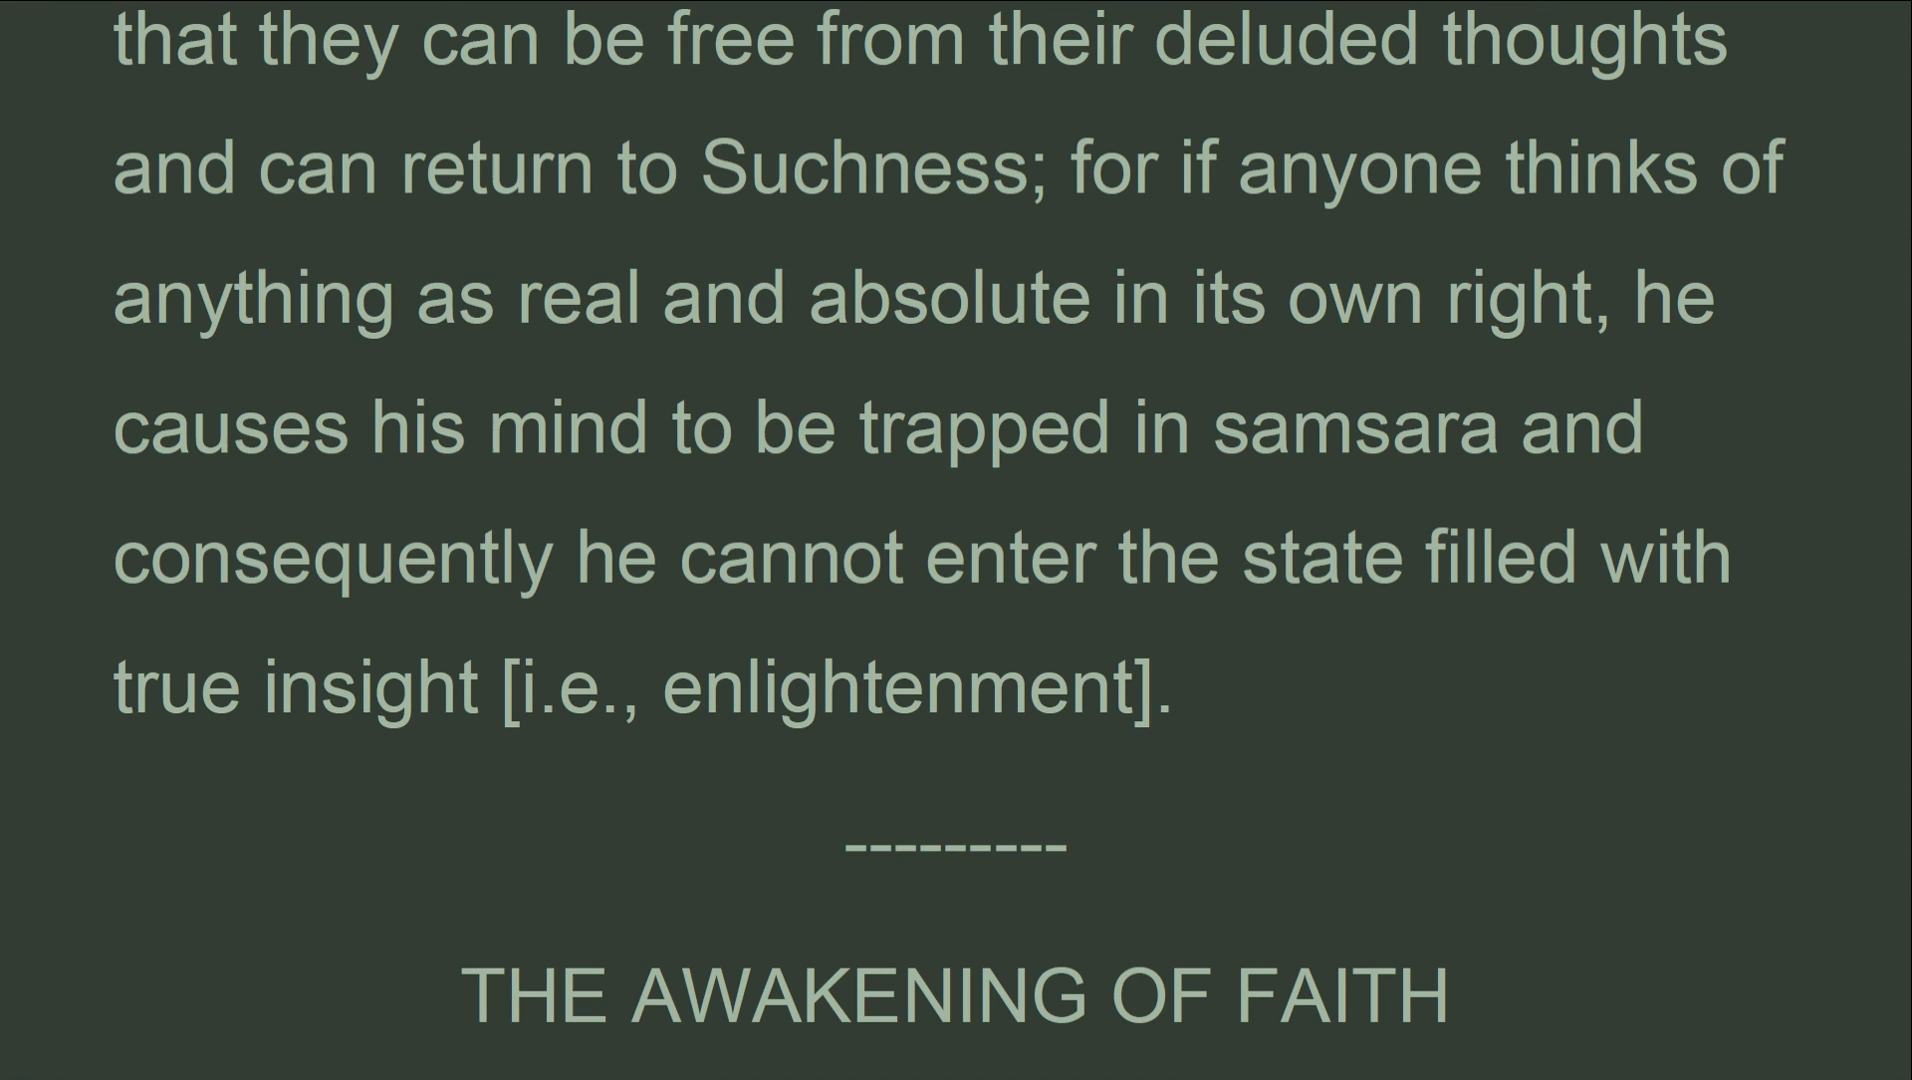 that they can be free from their deluded thoughts
and can return to Suchness; for if anyone thinks of
anything as real and absolute in its own right, he
causes his mind to be trapped in samsara and
consequently he cannot enter the state filled with
true insight [i.e., enlightenment].
---------
THE AWAKENING OF FAITH